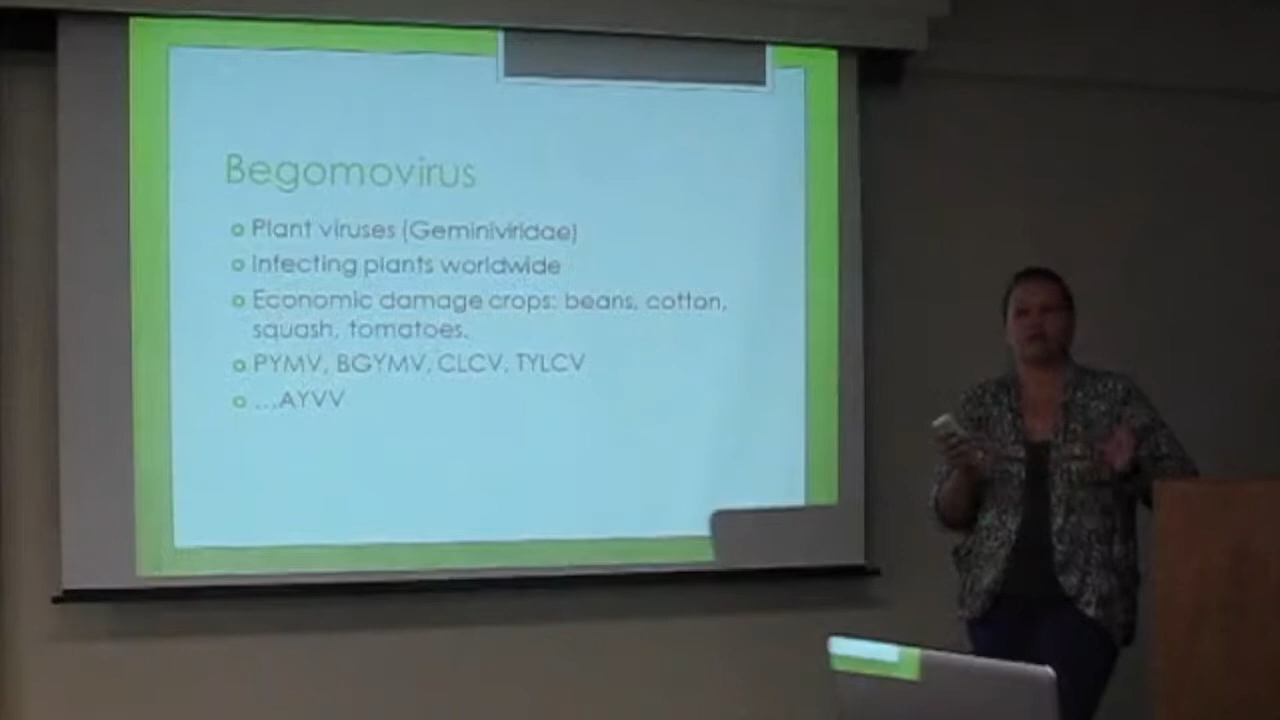 Begomovirus
Plant viruses (Geminiviridae)
Infecting plants worldwide
Economic damage crops: beans, cotton,
squash, tomatoes.
PYMV, BGYMV, CLCV, TYLCV
...AYVV